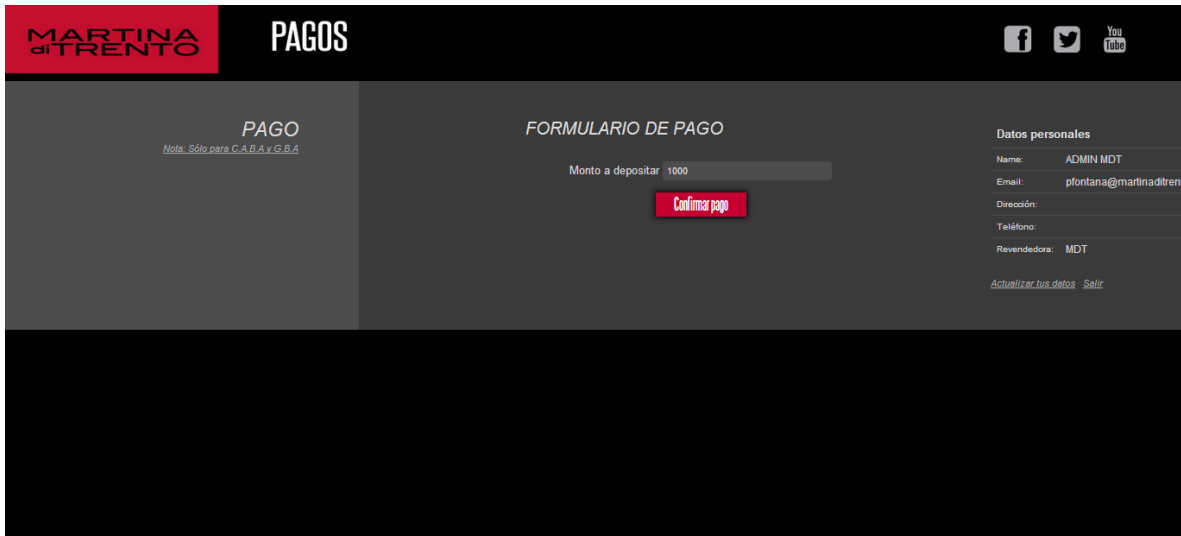 MARTINA
diTRENTO
PAGOS
You
Tube
PAGO
Nota: Sólo para C.A.B.A y G.B.A
FORMULARIO DE PAGO
Monto a depositar 1000
Confirmar pago
Datos personales
Name: ADMIN MDT
Email: pfontana@martinaditren
Dirección:
Teléfono:
Revendedora: MDT
Actualizar tus datos Salir